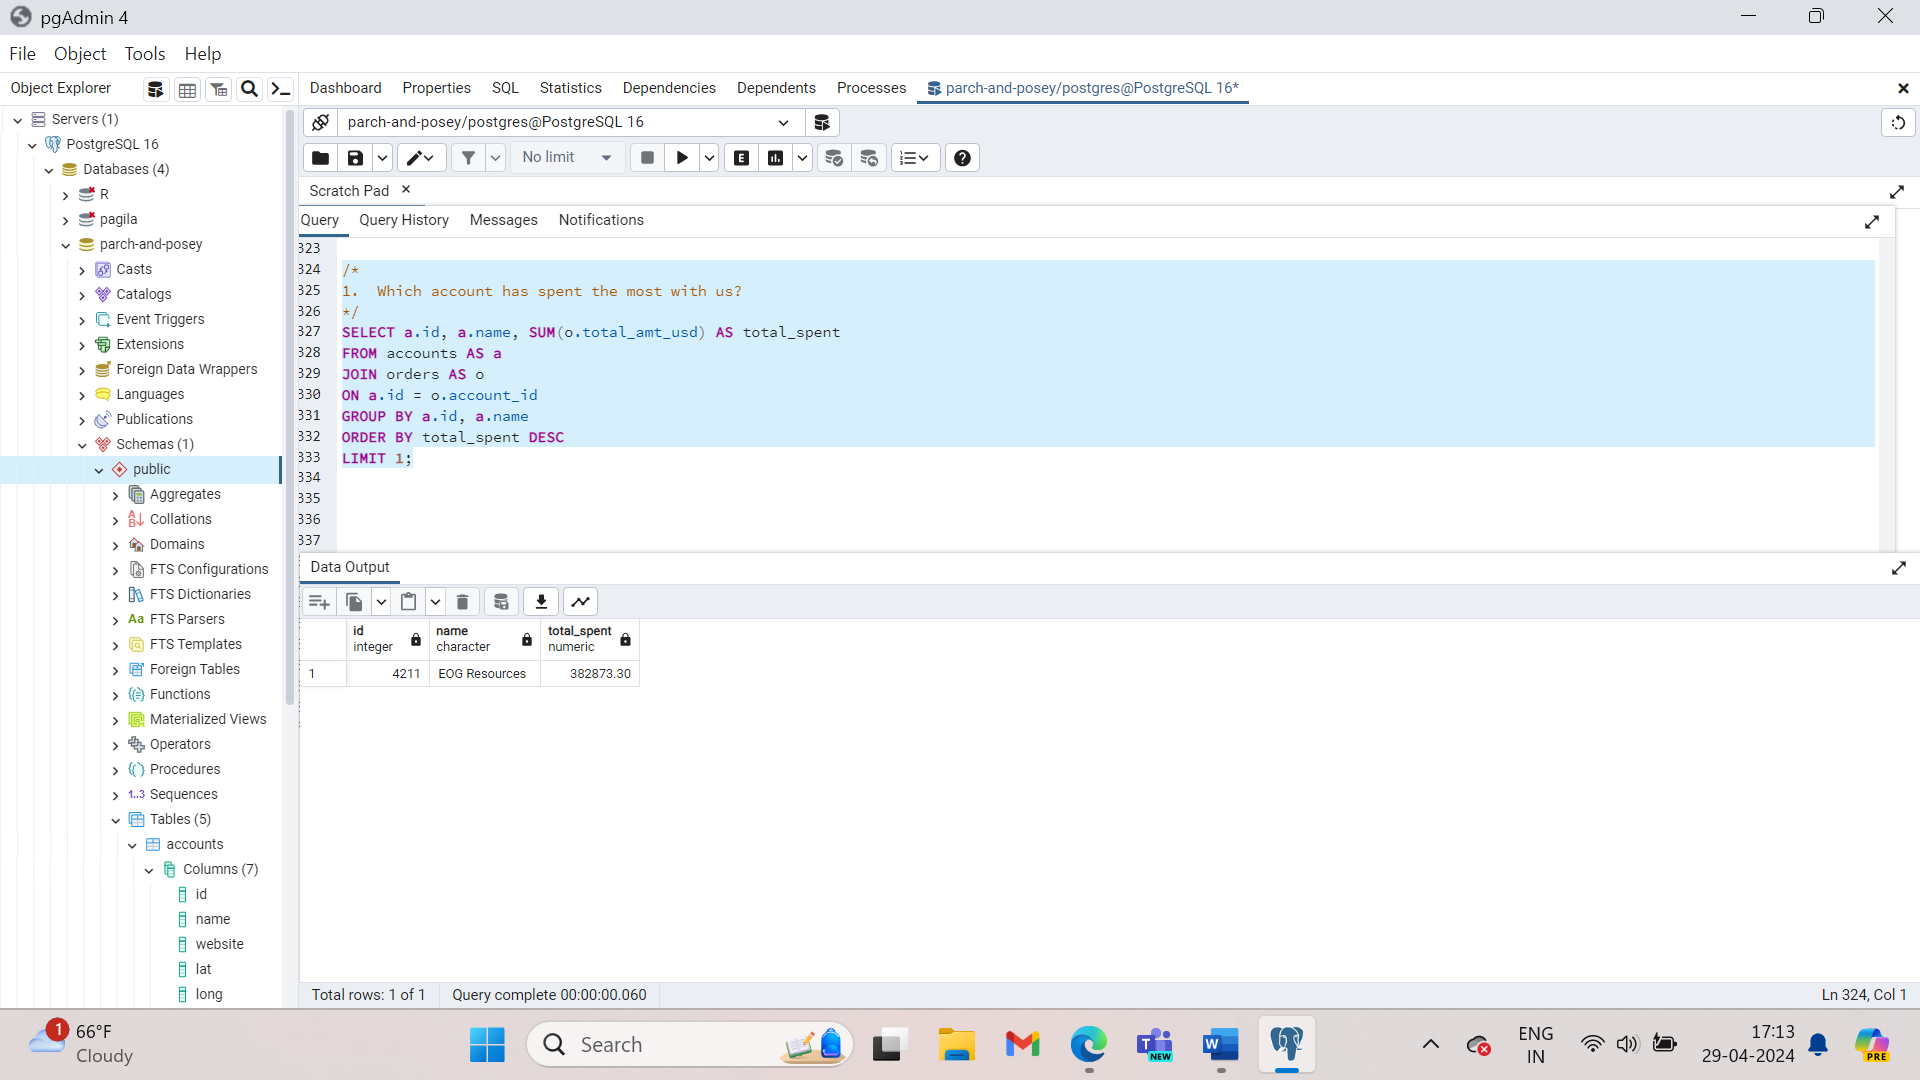 pgAdmin 4
File Object Tools Help
Object Explorer
Dashboard Properties SQL Statistics Dependencies Dependents Processes parch-and-posey/postgres@PostgreSQL 16*
Servers (1)
PostgreSQL 16
Databases (4)
R
pagila
parch-and-posey
Casts
Catalogs
Event Triggers
Extensions
Foreign Data Wrappers
Languages
Publications
Schemas (1)
public
Aggregates
Collations
Domains
FTS Configurations
FTS Dictionaries
Aa FTS Parsers
FTS Templates
Foreign Tables
Functions
Materialized Views
Operators
Procedures
1..3 Sequences
Tables (5)
accounts
Columns (7)
id
name
website
lat
long
parch-and-posey/postgres@PostgreSQL 16
No limit
E
Scratch Pad
Query Query History Messages Notifications
323
324 /*
325 1. Which account has spent the most with us?
326 */
327 SELECT a.id, a.name, SUM(o.total_amt_usd) AS total_spent
328 FROM accounts AS a
329 JOIN orders AS o
330 ON a.id = o.account_id
331 GROUP BY a.id, a.name
332 ORDER BY total_spent DESC
333 LIMIT 1;
334
335
336
337
Data Output
id name total_spent
integer character numeric
1 4211 EOG Resources 382873.30
Total rows: 1 of 1 Query complete 00:00:00.060 Ln 324, Col 1
1
66°F
Cloudy
Search
T
NEW
W
ENG
IN
17:13
29-04-2024
PRE